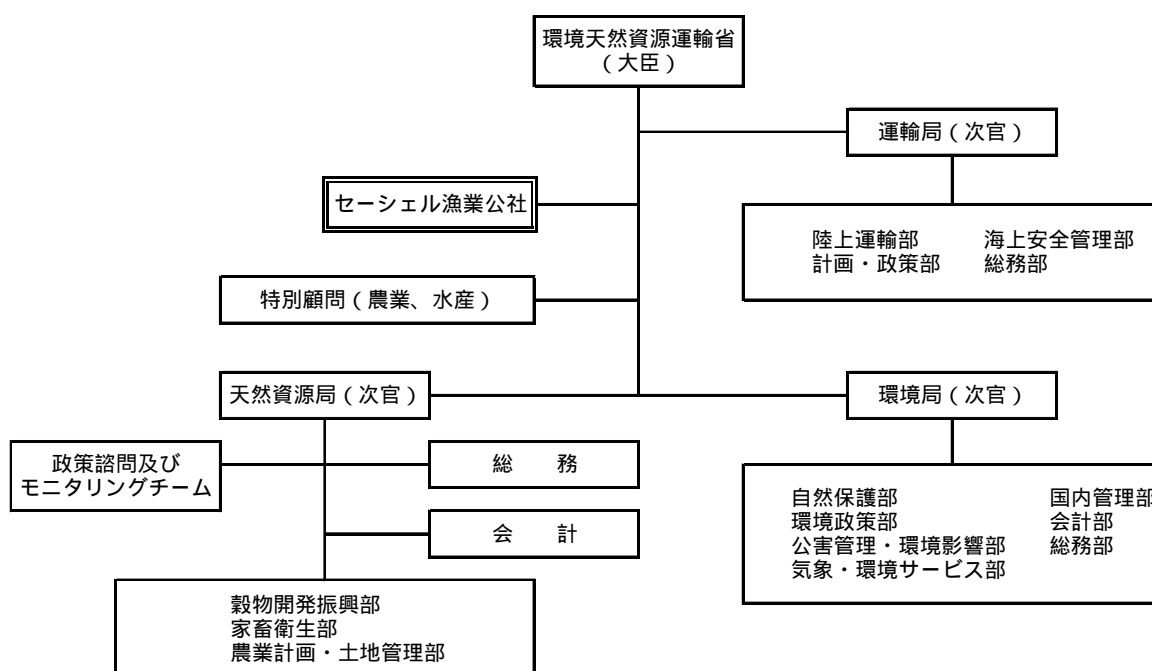 環境天然資源運輸省
（大臣）
運輸局（次官）
セーシェル漁業公社
陸上運輸部 海上安全管理部
計画・政策部 総務部
特別顧問（農業、水産）
天然資源局（次官）
環境局（次官）
政策諮問及び
モニタリングチーム
総　務
会　計
自然保護部 国内管理部
環境政策部 会計部
公害管理・環境影響部 総務部
気象・環境サービス部
穀物開発振興部
家畜衛生部
農業計画・土地管理部